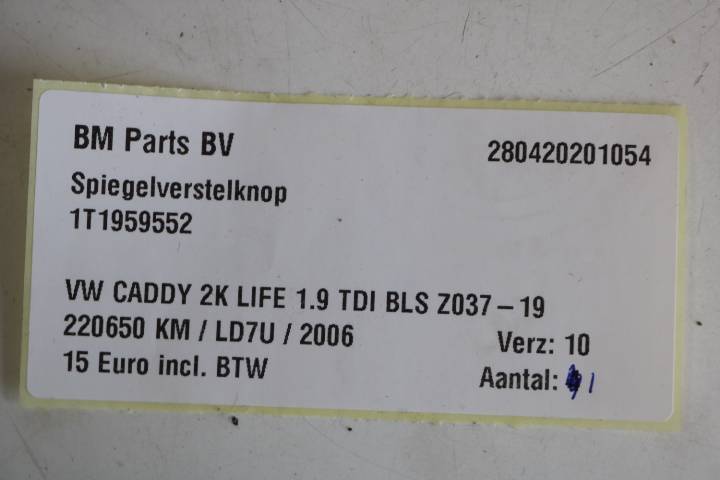 BM Parts BV 280420201054
Spiegelverstelknop
1T1959552
VW CADDY 2K LIFE 1.9 TDI BLS Z037-19
220650 KM / LD7U / 2006 Verz: 10
15 Euro incl. BTW Aantal: 1